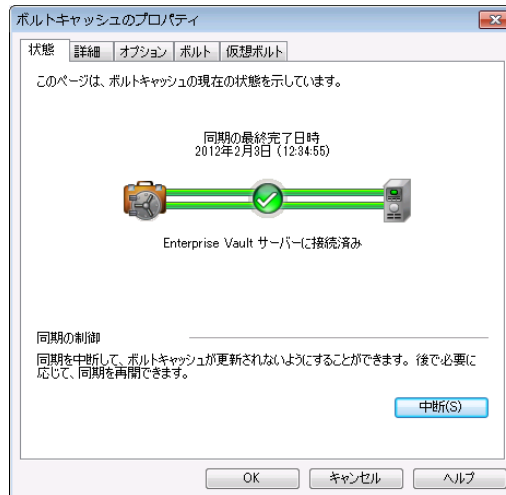 ボルトキャッシュのプロパティ
状態 詳細 オプション ボルト 仮想ボルト
このページは、ボルトキャッシュの現在の状態を示しています。
同期の最終完了日時
2012年2月3日 (12:34:55)
Enterprise Vault サーバーに接続済み
同期の制御
同期を中断して、ボルトキャッシュが更新されないようにすることができます。後で必要に
応じて、同期を再開できます。
中断(S)
OK キャンセル ヘルプ